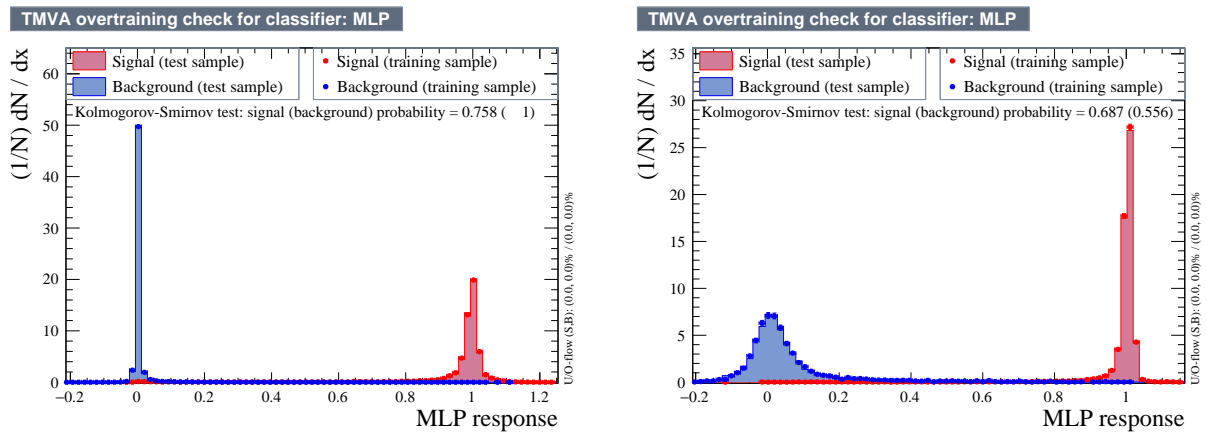 TMVA overtraining check for classifier: MLP
Signal (test sample)
Background (test sample)
Signal (training sample)
Background (training sample)
Kolmogorov-Smirnov test: signal (background) probability = 0.758 ( 1)
(1/N) dN / dx
60
50
40
30
20
10
0
−0.2 0 0.2 0.4 0.6 0.8 1 1.2
MLP response
U/O-flow (S,B): (0.0, 0.0)% / (0.0, 0.0)%
TMVA overtraining check for classifier: MLP
Signal (test sample)
Background (test sample)
Signal (training sample)
Background (training sample)
Kolmogorov-Smirnov test: signal (background) probability = 0.687 (0.556)
(1/N) dN / dx
35
30
25
20
15
10
5
0
−0.2 0 0.2 0.4 0.6 0.8 1
MLP response
U/O-flow (S,B): (0.0, 0.0)% / (0.0, 0.0)%